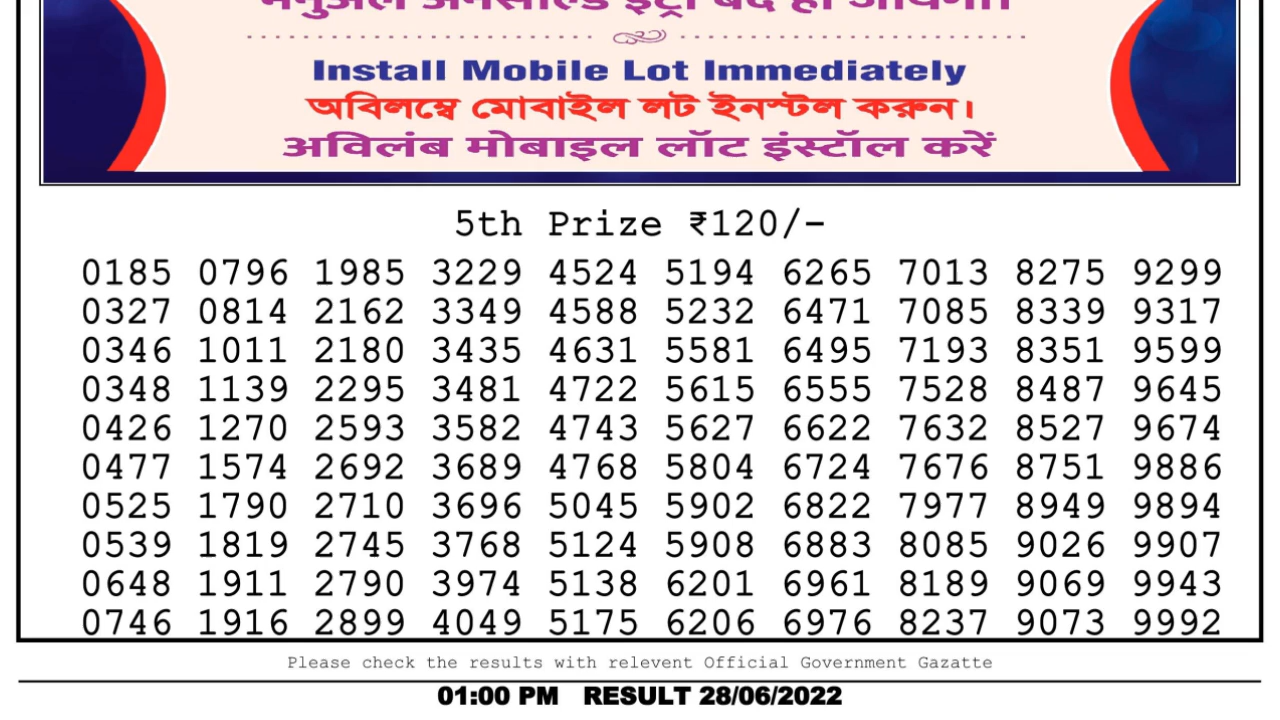 Install Mobile Lot Immediately
অবিলম্বে মোবাইল লট ইনস্টল করুন।
अविलंब मोबाइल लॉट इंस्टॉल करें
5th Prize ₹120/-
0185 0796 1985 3229 4524 5194 6265 7013 8275 9299
0327 0814 2162 3349 4588 5232 6471 7085 8339 9317
0346 1011 2180 3435 4631 5581 6495 7193 8351 9599
0348 1139 2295 3481 4722 5615 6555 7528 8487 9645
0426 1270 2593 3582 4743 5627 6622 7632 8527 9674
0477 1574 2692 3689 4768 5804 6724 7676 8751 9886
0525 1790 2710 3696 5045 5902 6822 7977 8949 9894
0539 1819 2745 3768 5124 5908 6883 8085 9026 9907
0648 1911 2790 3974 5138 6201 6961 8189 9069 9943
0746 1916 2899 4049 5175 6206 6976 8237 9073 9992
Please check the results with relevent Official Government Gazatte
01:00 PM RESULT 28/06/2022